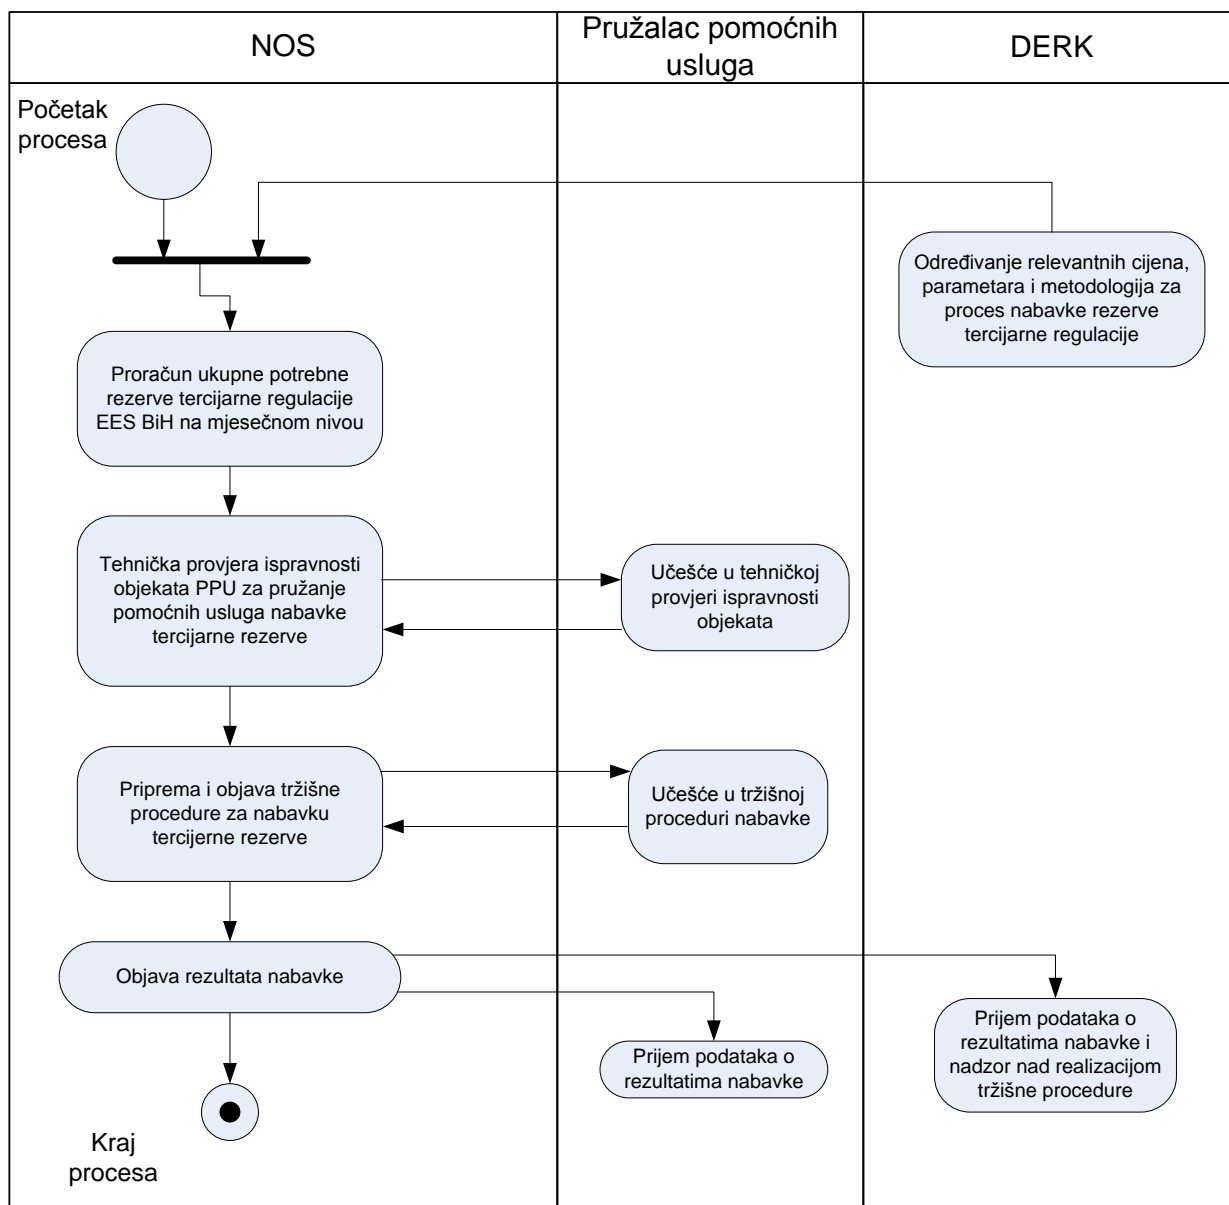 NOS
Pružalac pomoćnih
usluga
DERK
Početak
procesa
Određivanje relevantnih cijena,
parametara i metodologija za
proces nabavke rezerve
tercijarne regulacije
Proračun ukupne potrebne
rezerve tercijarne regulacije
EES BiH na mjesečnom nivou
Tehnička provjera ispravnosti
objekata PPU za pružanje
pomoćnih usluga nabavke
tercijarne rezerve
Učešće u tehničkoj
provjeri ispravnosti
objekata
Priprema i objava tržišne
procedure za nabavku
tercijerne rezerve
Učešće u tržišnoj
proceduri nabavke
Objava rezultata nabavke
Prijem podataka o
rezultatima nabavke
Prijem podataka o
rezultatima nabavke i
nadzor nad realizacijom
tržišne procedure
Kraj
procesa